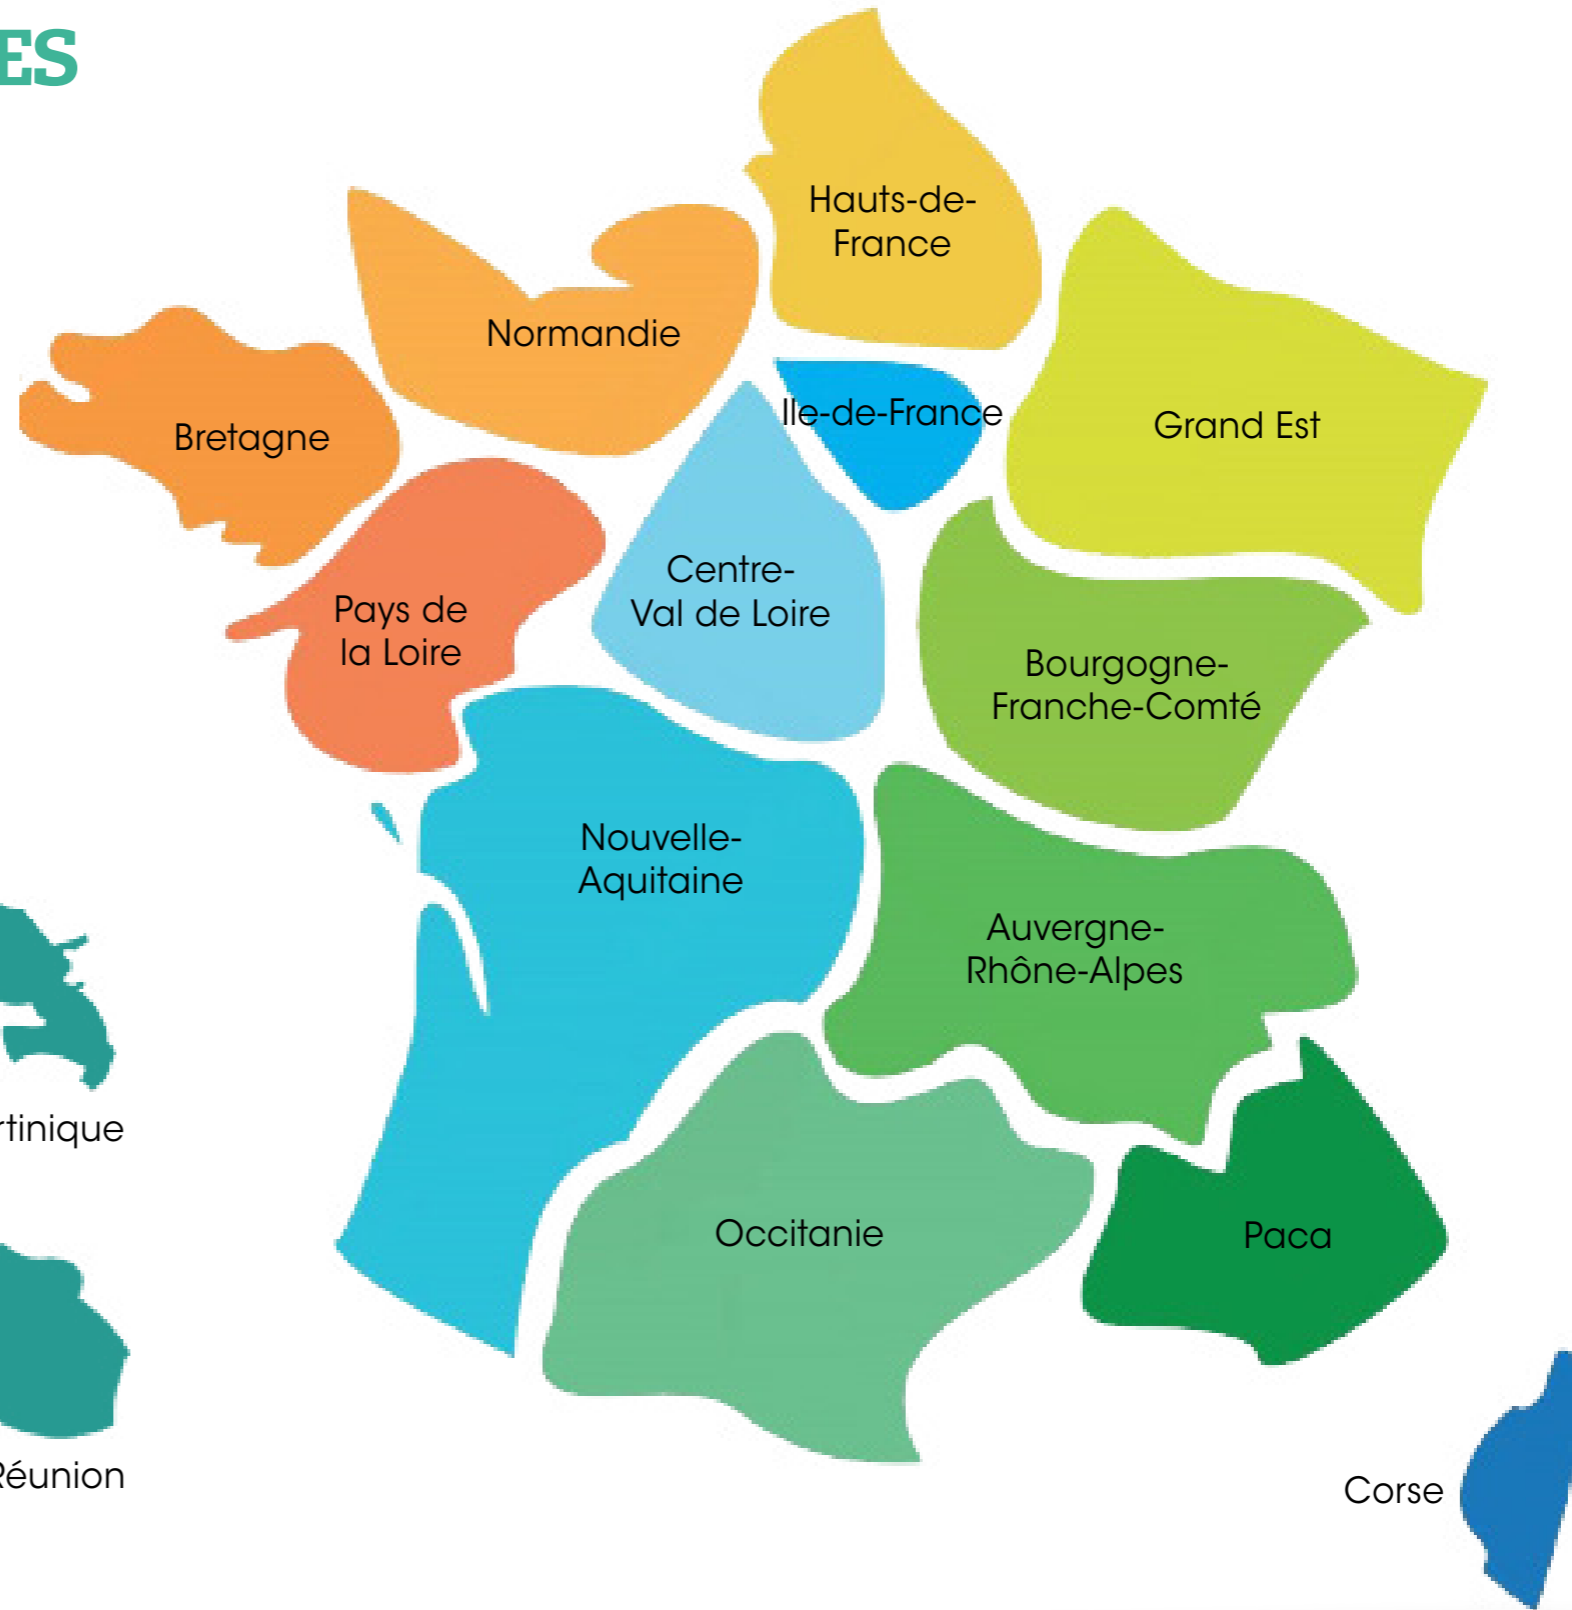 ES
Hauts-de-
France
Normandie
Ile-de-France
Grand Est
Bretagne
Centre-
Val de Loire
Pays de
la Loire
Bourgogne-
Franche-Comté
Nouvelle-
Aquitaine
Auvergne-
Rhône-Alpes
rtinique
Occitanie
Paca
Réunion
Corse